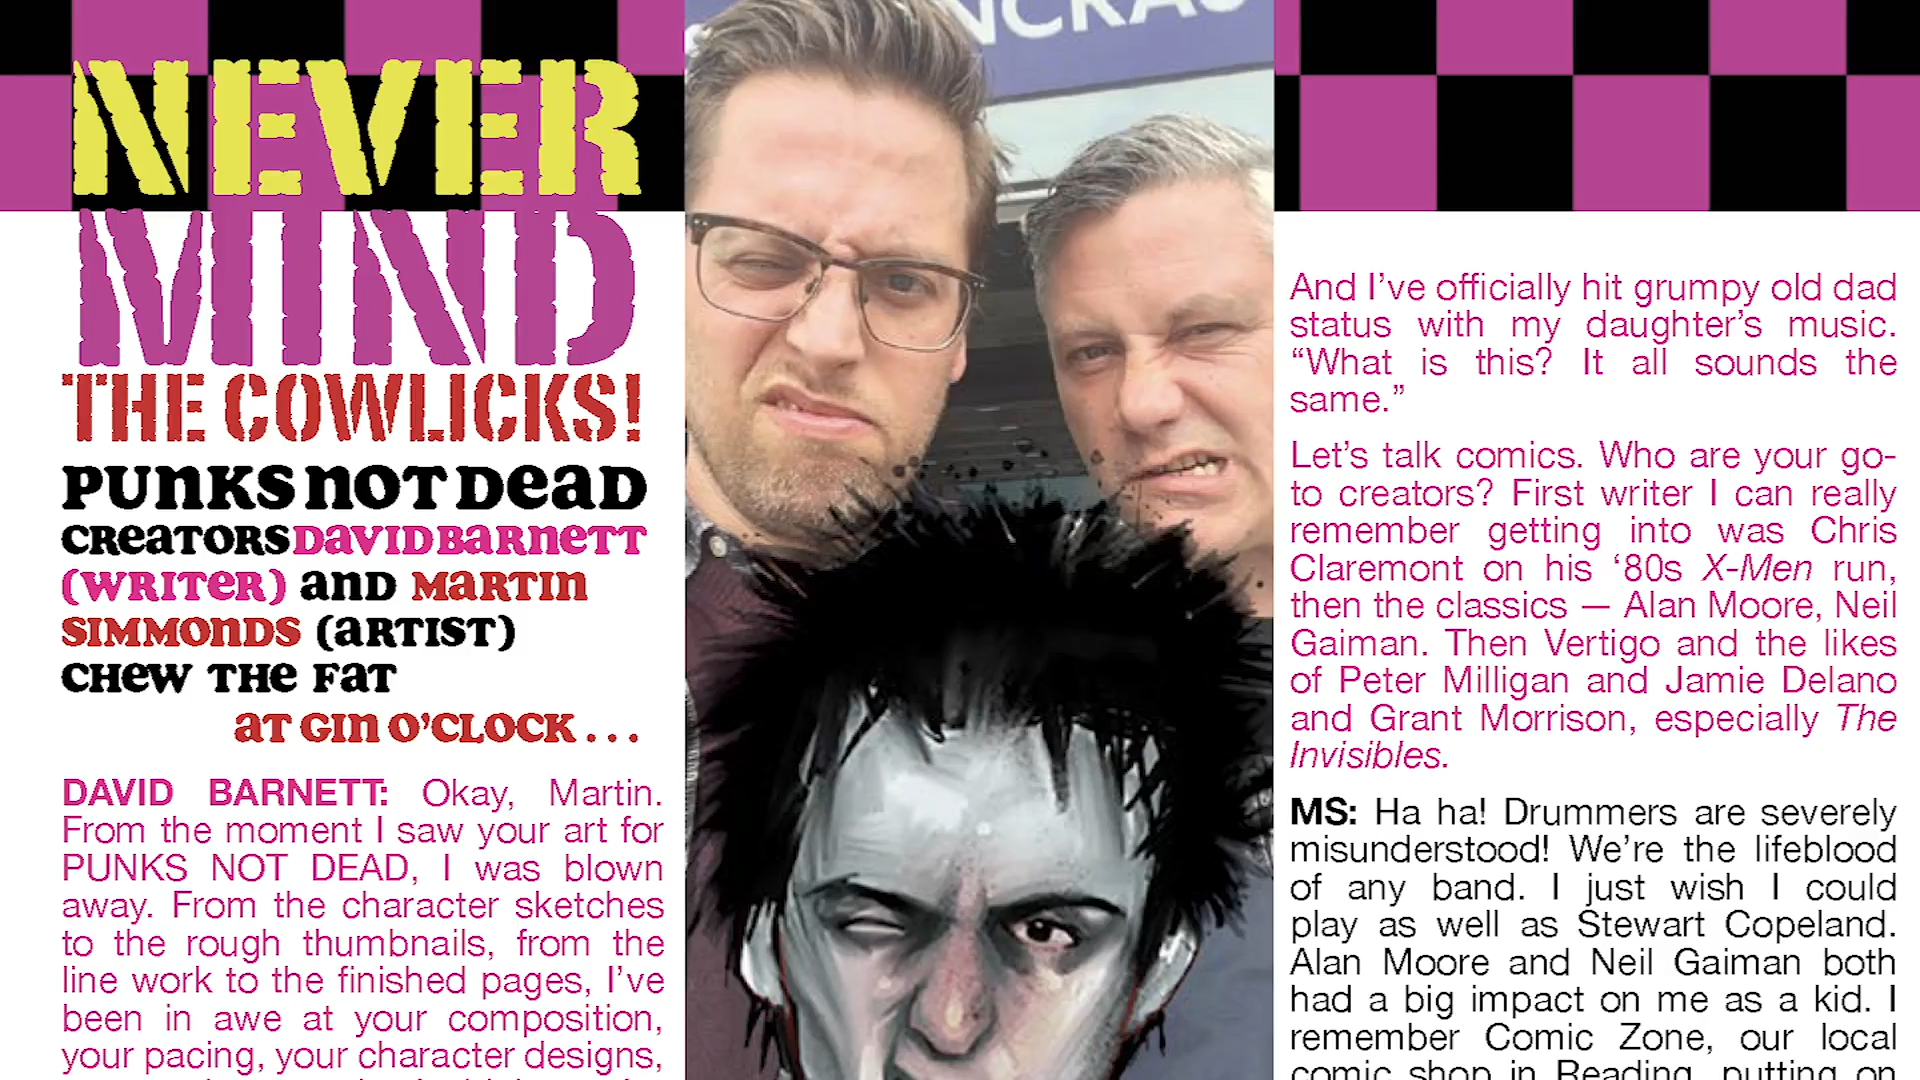 NEVER
MIND
THE COWLICKS!
PUNKS NOT DEAD
CREATORS DAVID BARNETT
(WRITER) AND MARTIN
SIMMONDS (ARTIST)
CHEW THE FAT
AT GIN O'CLOCK...
DAVID BARNETT: Okay, Martin.
From the moment I saw your art for
PUNKS NOT DEAD, I was blown
away. From the character sketches
to the rough thumbnails, from the
line work to the finished pages, I've
been in awe at your composition,
your pacing, your character designs,
And I've officially hit grumpy old dad
status with my daughter's music.
“What is this? It all sounds the
same.”
Let's talk comics. Who are your go-
to creators? First writer I can really
remember getting into was Chris
Claremont on his ‘80s X-Men run,
then the classics — Alan Moore, Neil
Gaiman. Then Vertigo and the likes
of Peter Milligan and Jamie Delano
and Grant Morrison, especially The
Invisibles.
MS: Ha ha! Drummers are severely
misunderstood! We're the lifeblood
of any band. I just wish I could
play as well as Stewart Copeland.
Alan Moore and Neil Gaiman both
had a big impact on me as a kid. I
remember Comic Zone, our local
comic shop in Reading, putting on